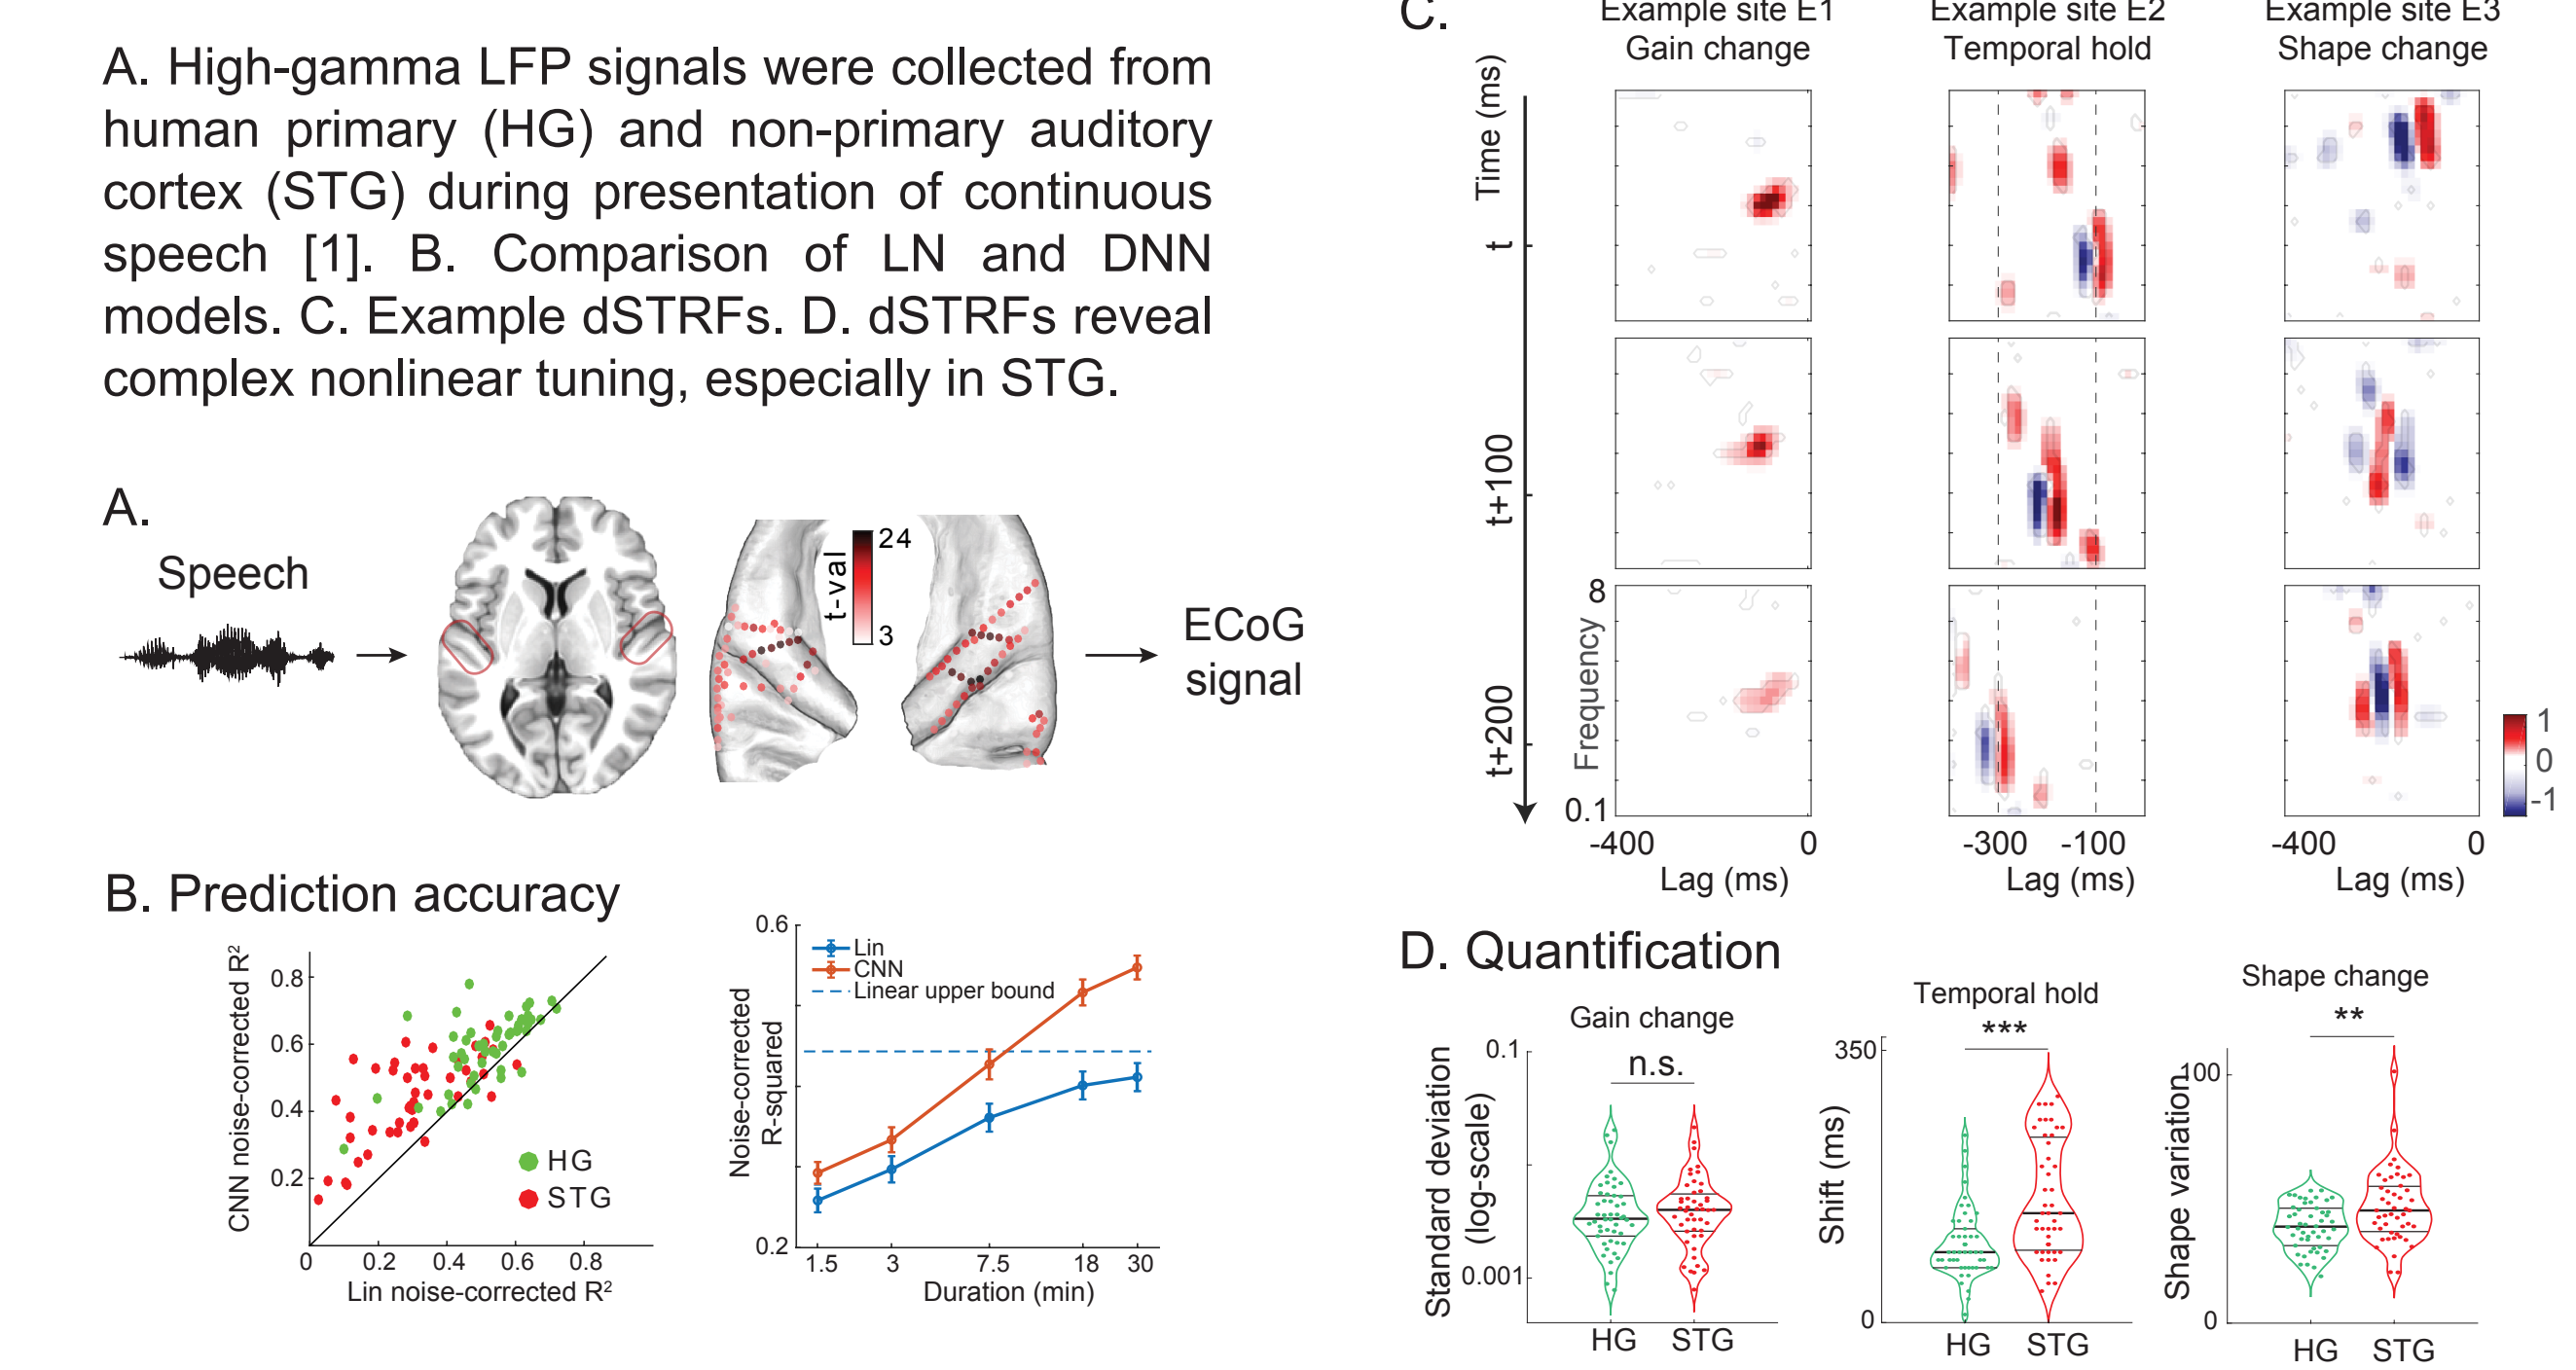 A. High-gamma LFP signals were collected from
human primary (HG) and non-primary auditory
cortex (STG) during presentation of continuous
speech [1]. B. Comparison of LN and DNN
models. C. Example dSTRFs. D. dSTRFs reveal
complex nonlinear tuning, especially in STG.
A.
Speech
t-val
24
3
ECoG
signal
B. Prediction accuracy
CNN noise-corrected R²
0.8
0.6
0.4
0.2
0
0.2
0.4
0.6
0.8
Lin noise-corrected R²
HG
STG
Noise-corrected
R-squared
0.6
0.2
Lin
CNN
Linear upper bound
1.5
3
7.5
18
30
Duration (min)
C.
Example site E1
Gain change
Example site E2
Temporal hold
Example site E3
Shape change
Time (ms)
t
t+100
t+200
Frequency
8
0.1
-400
0
Lag (ms)
-300
-100
Lag (ms)
-400
0
Lag (ms)
1
0
-1
D. Quantification
Gain change
n.s.
Standard deviation
(log-scale)
0.1
0.001
HG
STG
Temporal hold
***
Shift (ms)
350
0
HG
STG
Shape change
**
Shape variation
100
0
HG
STG